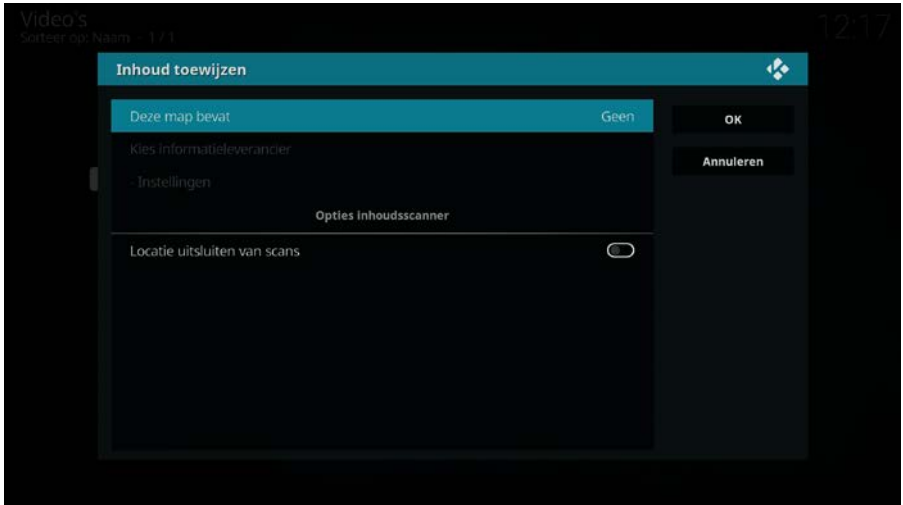 Video's
Sorteer op: Naam - 1 / 1
12:17
Inhoud toewijzen
Deze map bevat Geen
Kies informatieleverancier
- Instellingen
Opties inhoudsscanner
Locatie uitsluiten van scans
OK
Annuleren